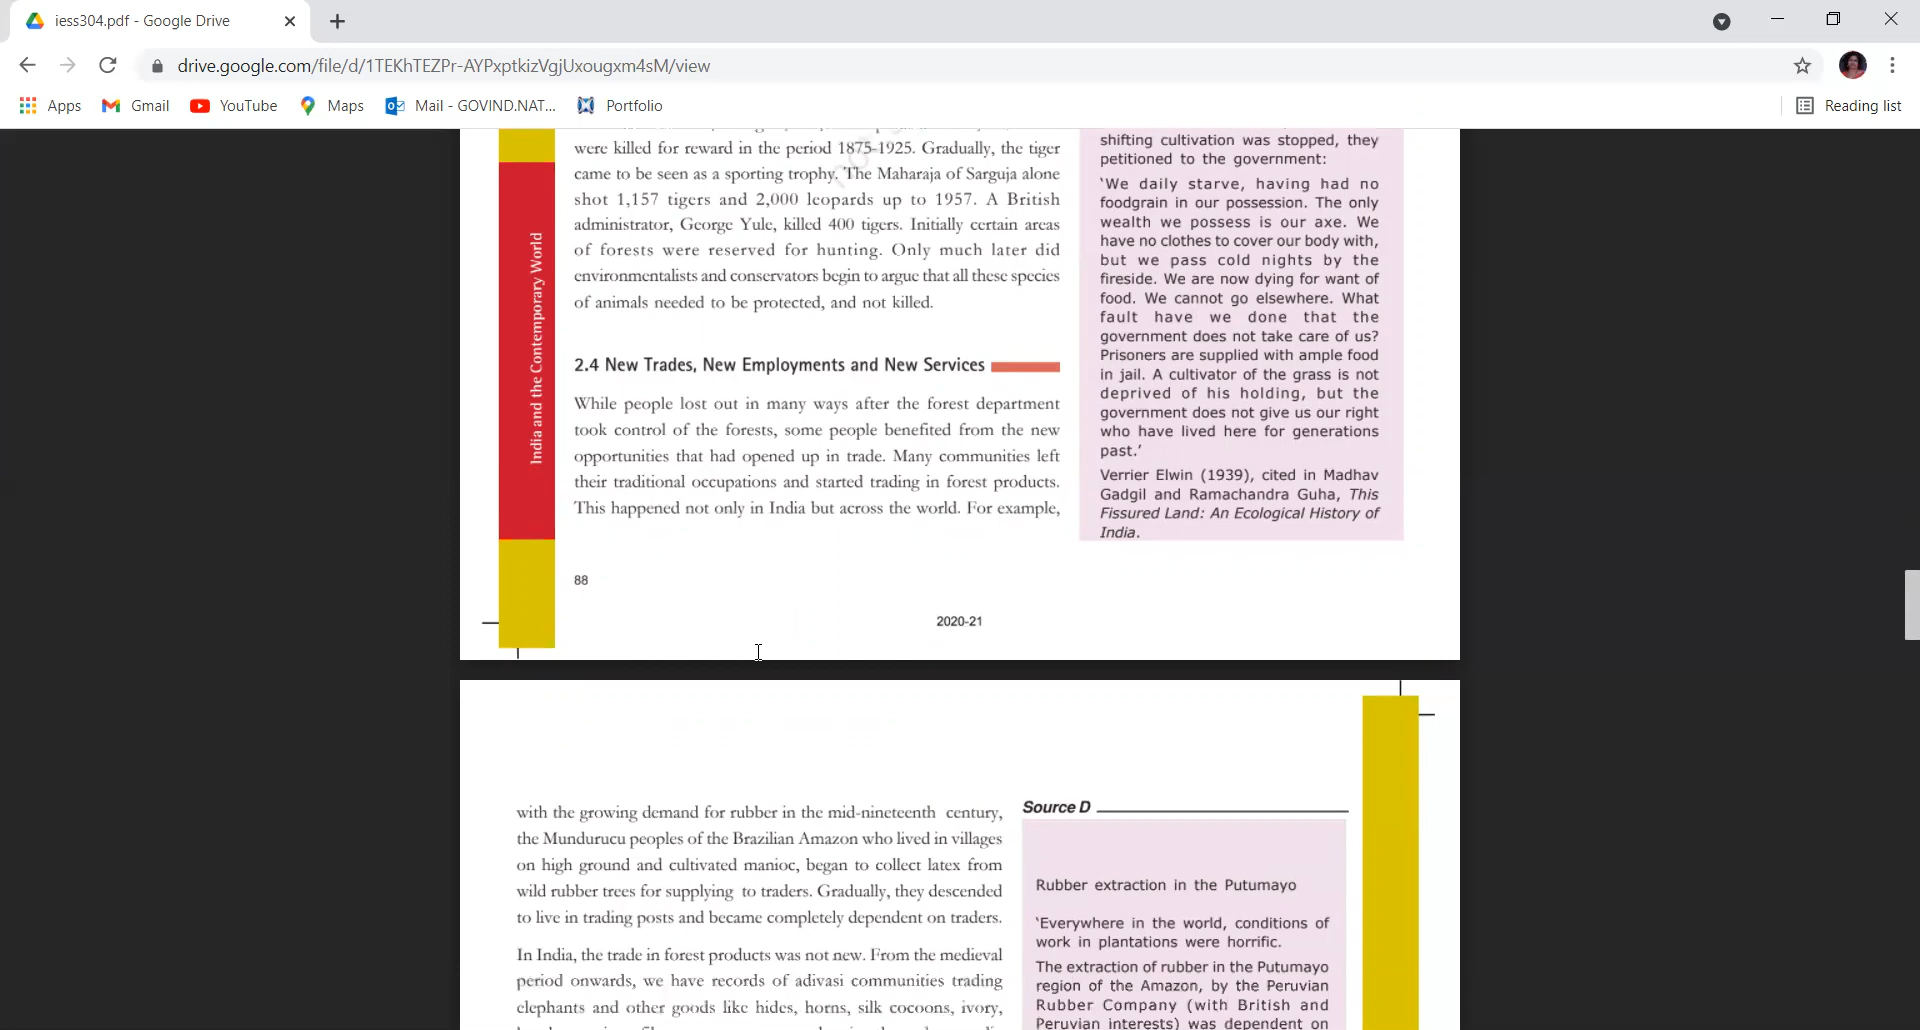 iess304.pdf - Google Drive
drive.google.com/file/d/1TEKhTEZPr-AYPxptkizVgjUxougxm4sM/view
Apps
Gmail
YouTube
Maps
Mail - GOVIND.NAT...
Portfolio
Reading list
India and the Contemporary World
were killed for reward in the period 1875-1925. Gradually, the tiger
came to be seen as a sporting trophy. The Maharaja of Sarguja alone
shot 1,157 tigers and 2,000 leopards up to 1957. A British
administrator, George Yule, killed 400 tigers. Initially certain areas
of forests were reserved for hunting. Only much later did
environmentalists and conservators begin to argue that all these species
of animals needed to be protected, and not killed.
2.4 New Trades, New Employments and New Services
While people lost out in many ways after the forest department
took control of the forests, some people benefited from the new
opportunities that had opened up in trade. Many communities left
their traditional occupations and started trading in forest products.
This happened not only in India but across the world. For example,
shifting cultivation was stopped, they
petitioned to the government:
‘We daily starve, having had no
foodgrain in our possession. The only
wealth we possess is our axe. We
have no clothes to cover our body with,
but we pass cold nights by the
fireside. We are now dying for want of
food. We cannot go elsewhere. What
fault have we done that the
government does not take care of us?
Prisoners are supplied with ample food
in jail. A cultivator of the grass is not
deprived of his holding, but the
government does not give us our right
who have lived here for generations
past.’
Verrier Elwin (1939), cited in Madhav
Gadgil and Ramachandra Guha, This
Fissured Land: An Ecological History of
India.
88
2020-21
with the growing demand for rubber in the mid-nineteenth century,
the Mundurucu peoples of the Brazilian Amazon who lived in villages
on high ground and cultivated manioc, began to collect latex from
wild rubber trees for supplying to traders. Gradually, they descended
to live in trading posts and became completely dependent on traders.
In India, the trade in forest products was not new. From the medieval
period onwards, we have records of adivasi communities trading
elephants and other goods like hides, horns, silk cocoons, ivory,
Source D
Rubber extraction in the Putumayo
‘Everywhere in the world, conditions of
work in plantations were horrific.
The extraction of rubber in the Putumayo
region of the Amazon, by the Peruvian
Rubber Company (with British and
Peruvian interests) was dependent on